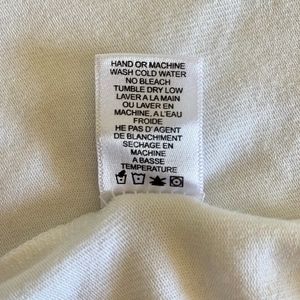 HAND OR MACHINE
WASH COLD WATER
NO BLEACH
TUMBLE DRY LOW
LAVER A LA MAIN
OU LAVER EN
MACHINE, A L'EAU
FROIDE
HE PAS D'AGENT
DE BLANCHIMENT
SECHAGE EN
MACHINE
A BASSE
TEMPERATURE